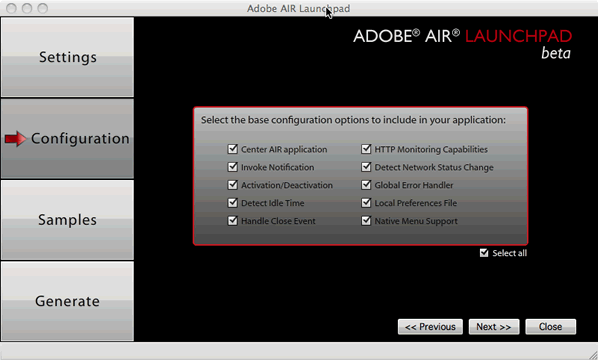 Adobe AIR Launchpad
ADOBE® AIR® LAUNCHPAD
beta
Settings
Configuration
Samples
Generate
Select the base configuration options to include in your application:
Center AIR application
HTTP Monitoring Capabilities
Invoke Notification
Detect Network Status Change
Activation/Deactivation
Global Error Handler
Detect Idle Time
Local Preferences File
Handle Close Event
Native Menu Support
Select all
<< Previous
Next >>
Close